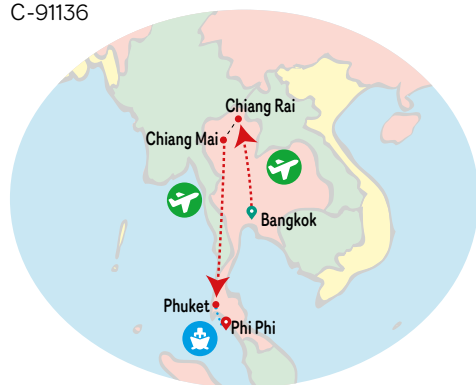 C-91136
Chiang Rai
Chiang Mai
Bangkok
Phuket
Phi Phi